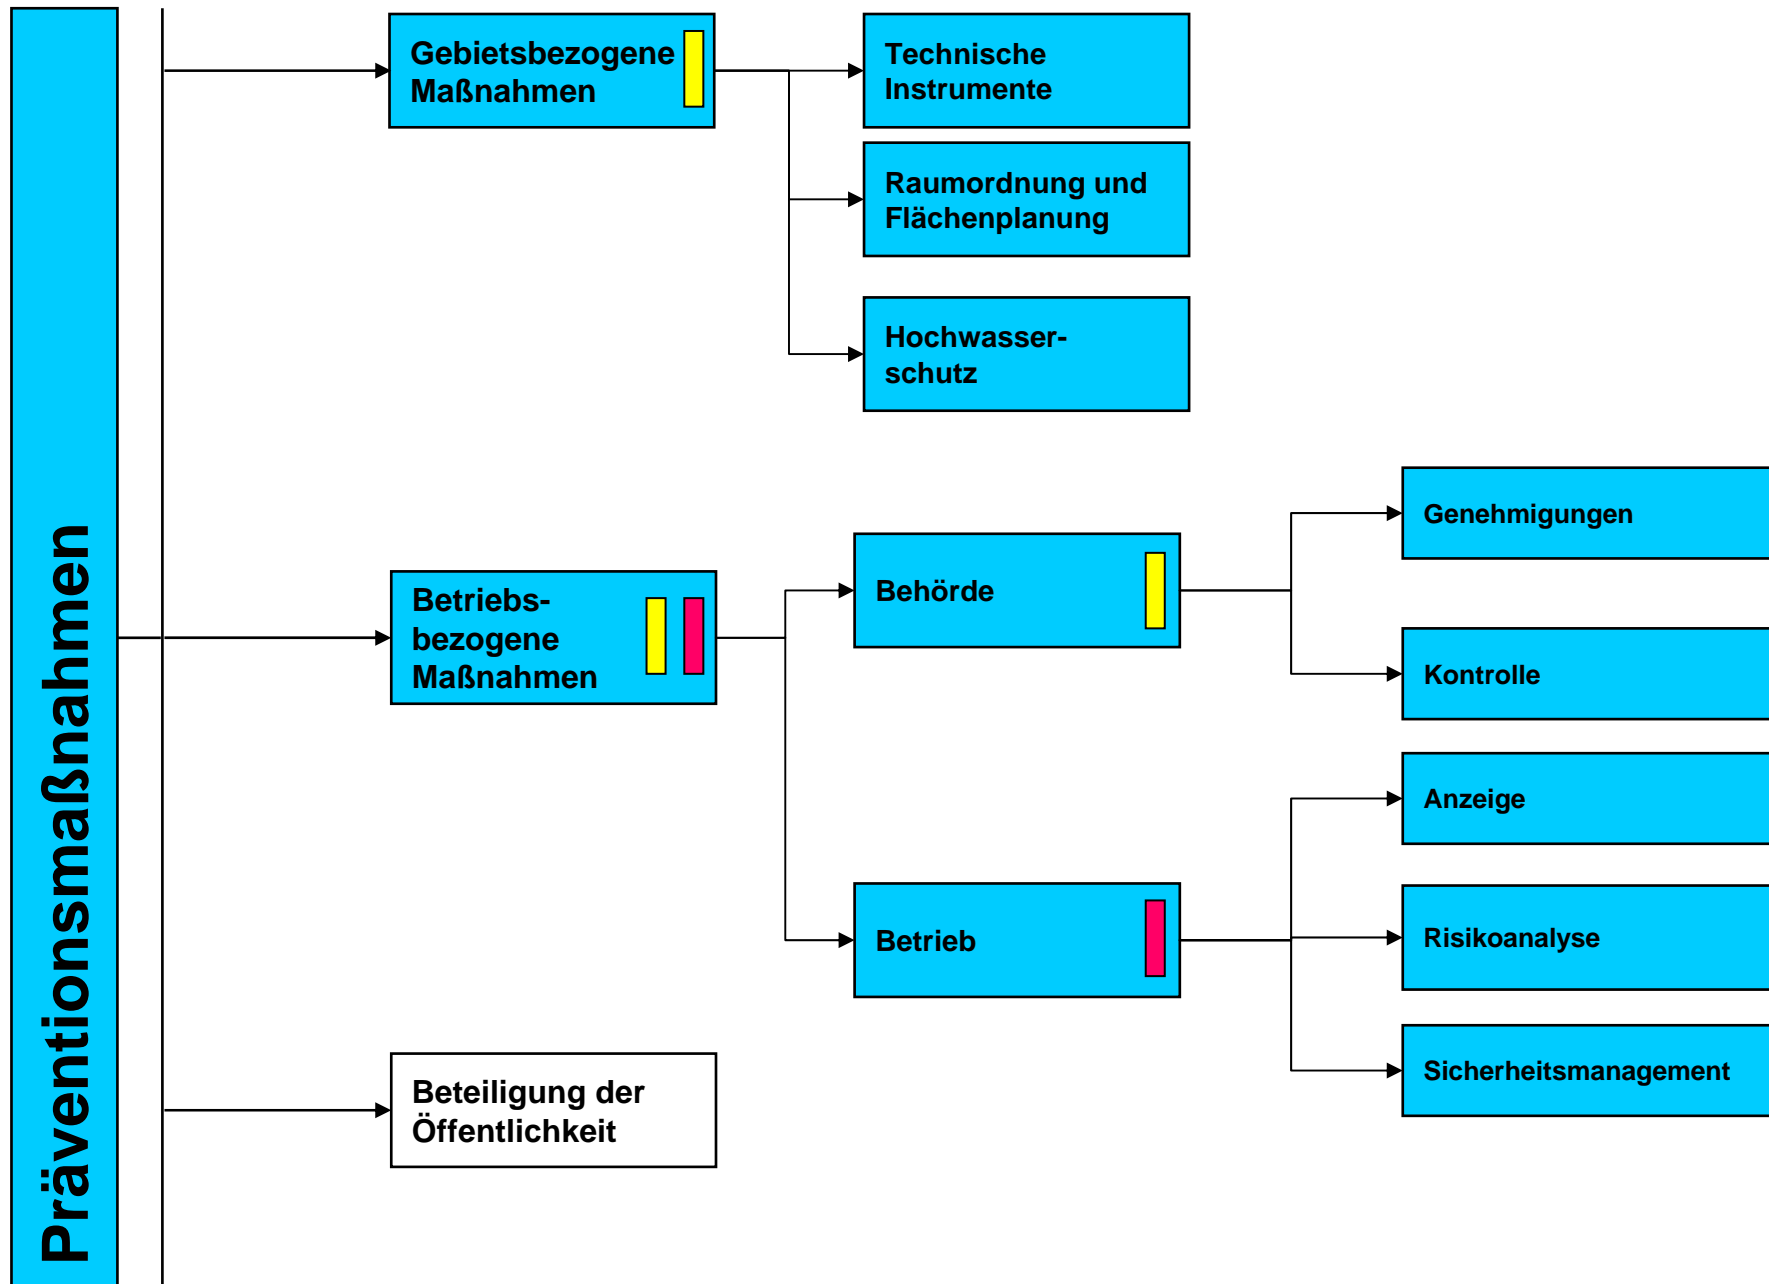 Präventionsmaßnahmen
Gebietsbezogene
Maßnahmen
Technische
Instrumente
Raumordnung und
Flächenplanung
Hochwasser-
schutz
Betriebs-
bezogene
Maßnahmen
Behörde
Genehmigungen
Kontrolle
Betrieb
Anzeige
Risikoanalyse
Sicherheitsmanagement
Beteiligung der
Öffentlichkeit